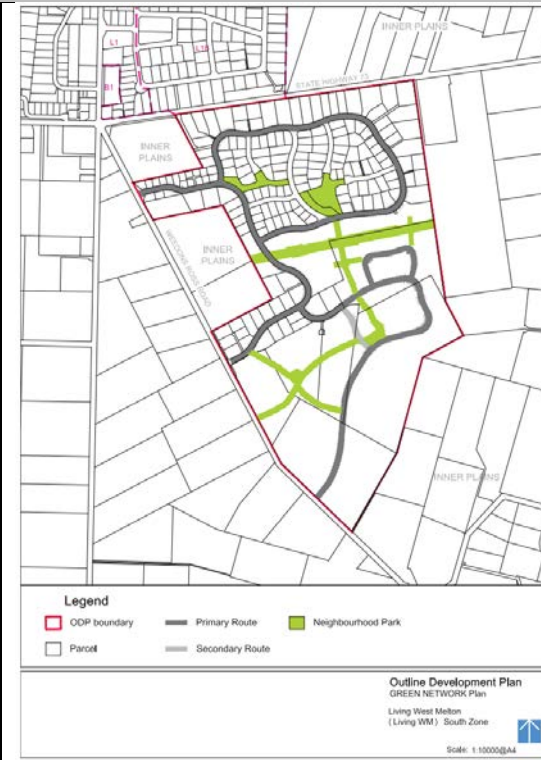 INNER PLAINS
L1
L1B
B1
STATE HIGHWAY 73
INNER
PLAINS
INNER
PLAINS
WEEDONS ROSS ROAD
INNER PLAINS
Legend
ODP boundary
Primary Route
Neighbourhood Park
Parcel
Secondary Route
Outline Development Plan
GREEN NETWORK Plan
Living West Melton
( Living WM ) South Zone
Scale: 1:10000@A4